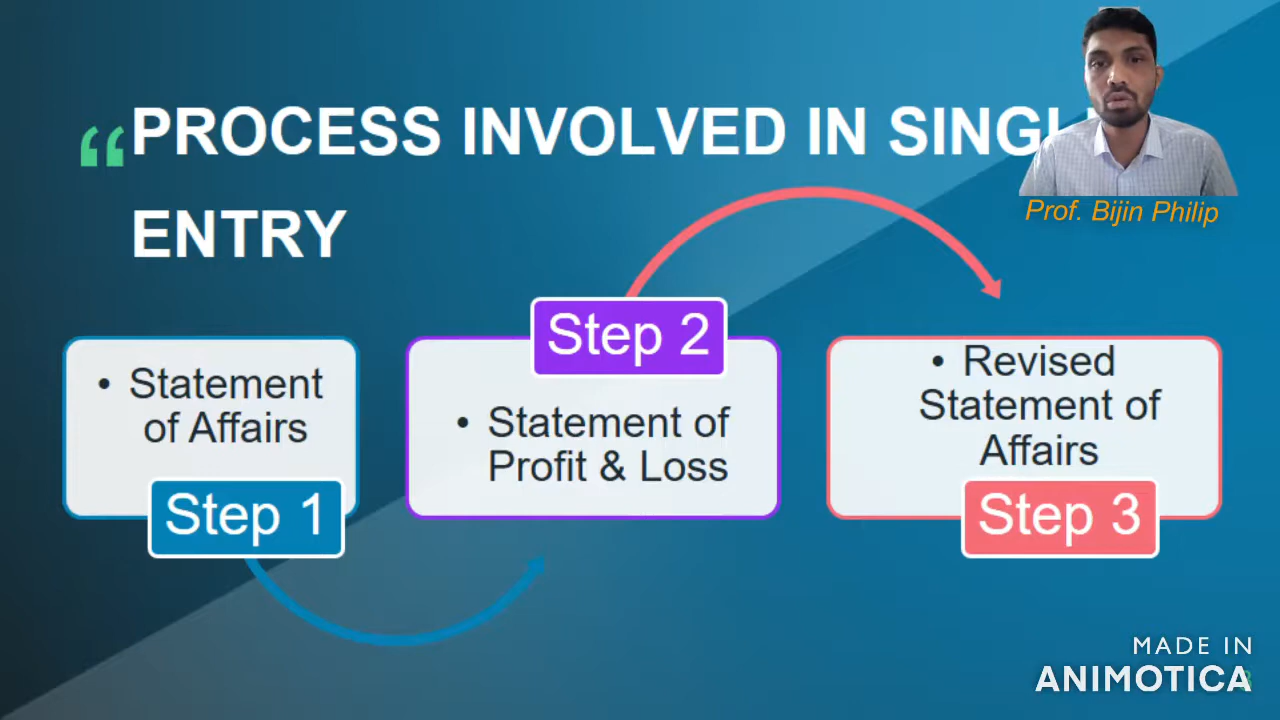 “PROCESS INVOLVED IN SINGL
ENTRY
Prof. Bijin Philip
• Statement
of Affairs
Step 1
Step 2
• Statement of
Profit & Loss
• Revised
Statement of
Affairs
Step 3
MADE IN
ANIMOTICA